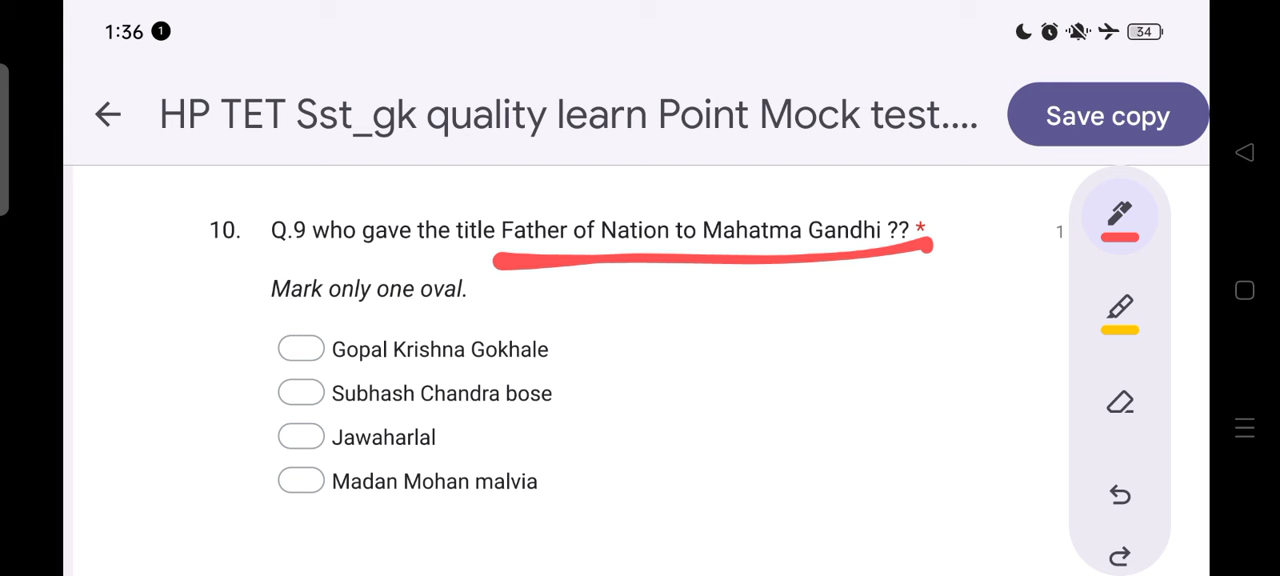 1:36 1
34
HP TET Sst_gk quality learn Point Mock test....
Save copy
10. Q.9 who gave the title Father of Nation to Mahatma Gandhi ?? * 1
Mark only one oval.
Gopal Krishna Gokhale
Subhash Chandra bose
Jawaharlal
Madan Mohan malvia